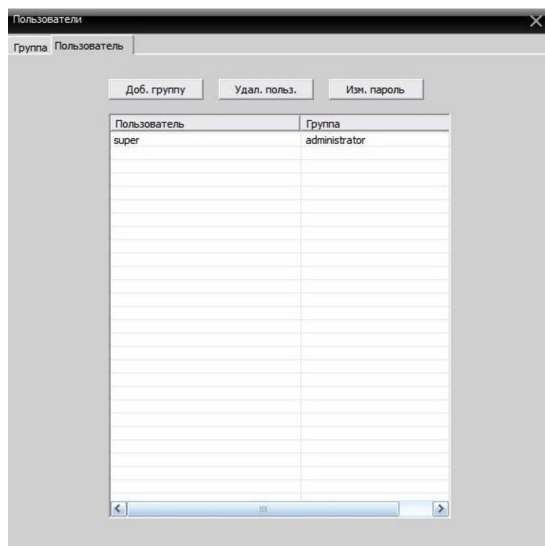 Пользователи
Группа Пользователь
Доб. группу Удал. польз. Изм. пароль
Пользователь Группа
super administrator